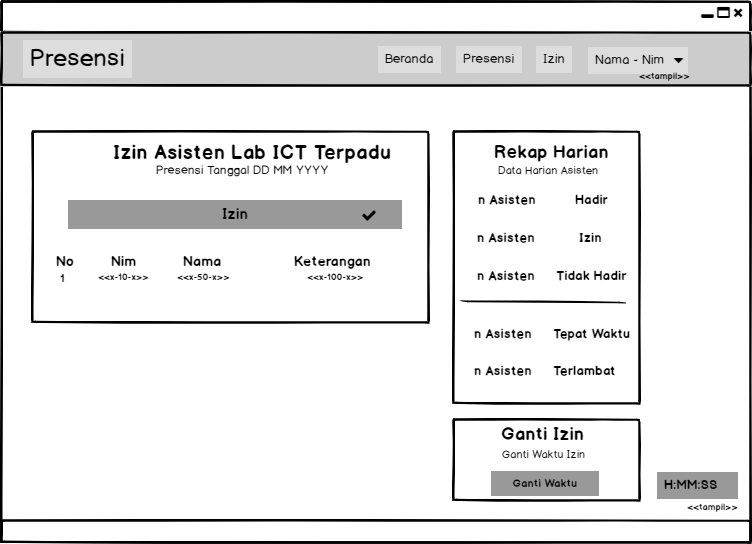 Presensi
Beranda
Presensi
Izin
Nama - Nim
<<tampil>>
Izin Asisten Lab ICT Terpadu
Presensi Tanggal DD MM YYYY
Izin
No Nim Nama Keterangan
1 <<x-10-x>> <<x-50-x>> <<x-100-x>>
Rekap Harian
Data Harian Asisten
n Asisten Hadir
n Asisten Izin
n Asisten Tidak Hadir
n Asisten Tepat Waktu
n Asisten Terlambat
Ganti Izin
Ganti Waktu Izin
Ganti Waktu
H:MM:SS
<<tampil>>